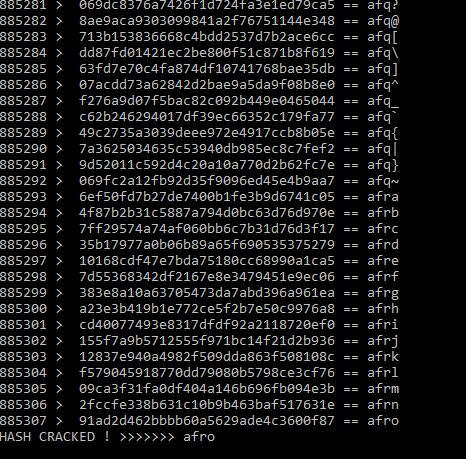 885281 >  069dc8376a7426f1d724fa3e1ed79ca5 == afq?
885282 >  8ae9aca9303099841a2f76751144e348 == afq@
885283 >  713b153836668c4bdd2537d7b2ace6cc == afq[
885284 >  dd87fd01421ec2be800f51c871b8f619 == afq\
885285 >  63fd7e70c4fa874df10741768bae35db == afq]
885286 >  07acdd73a62842d2bae9a5da9f08b8e0 == afq^
885287 >  f276a9d07f5bac82c092b449e0465044 == afq_
885288 >  c62b246294017df39ec66352c179fa77 == afq`
885289 >  49c2735a3039deee972e4917ccb8b05e == afq{
885290 >  7a3625034635c53940db985ec8c7fef2 == afq|
885291 >  9d52011c592d4c20a10a770d2b62fc7e == afq}
885292 >  069fc2a12fb92d35f9096ed45e4b9aa7 == afq~
885293 >  6ef50fd7b27de7400b1fe3b9d6741c05 == afra
885294 >  4f87b2b31c5887a794d0bc63d76d970e == afrb
885295 >  7ff29574a74af060bb6c7b31d76d3f17 == afrc
885296 >  35b17977a0b06b89a65f690535375279 == afrd
885297 >  10168cdf47e7bda75180cc68990a1ca5 == afre
885298 >  7d55368342df2167e8e3479451e9ec06 == afrf
885299 >  383e8a10a63705473da7abd396a961ea == afrg
885300 >  a23e3b419b1e772ce5f2b7e50c9976a8 == afrh
885301 >  cd40077493e8317dfdf92a2118720ef0 == afri
885302 >  155f7a9b5712555f971bc14f21d2b936 == afrj
885303 >  12837e940a4982f509dda863f508108c == afrk
885304 >  f579045918770dd79080b5798ce3cf76 == afrl
885305 >  09ca3f31fa0df404a146b696fb094e3b == afrm
885306 >  2fccfe338b631c10b9b463baf517631e == afrn
885307 >  91ad2d462bbbb60a5629ade4c3600f87 == afro
HASH CRACKED ! >>>>>>> afro